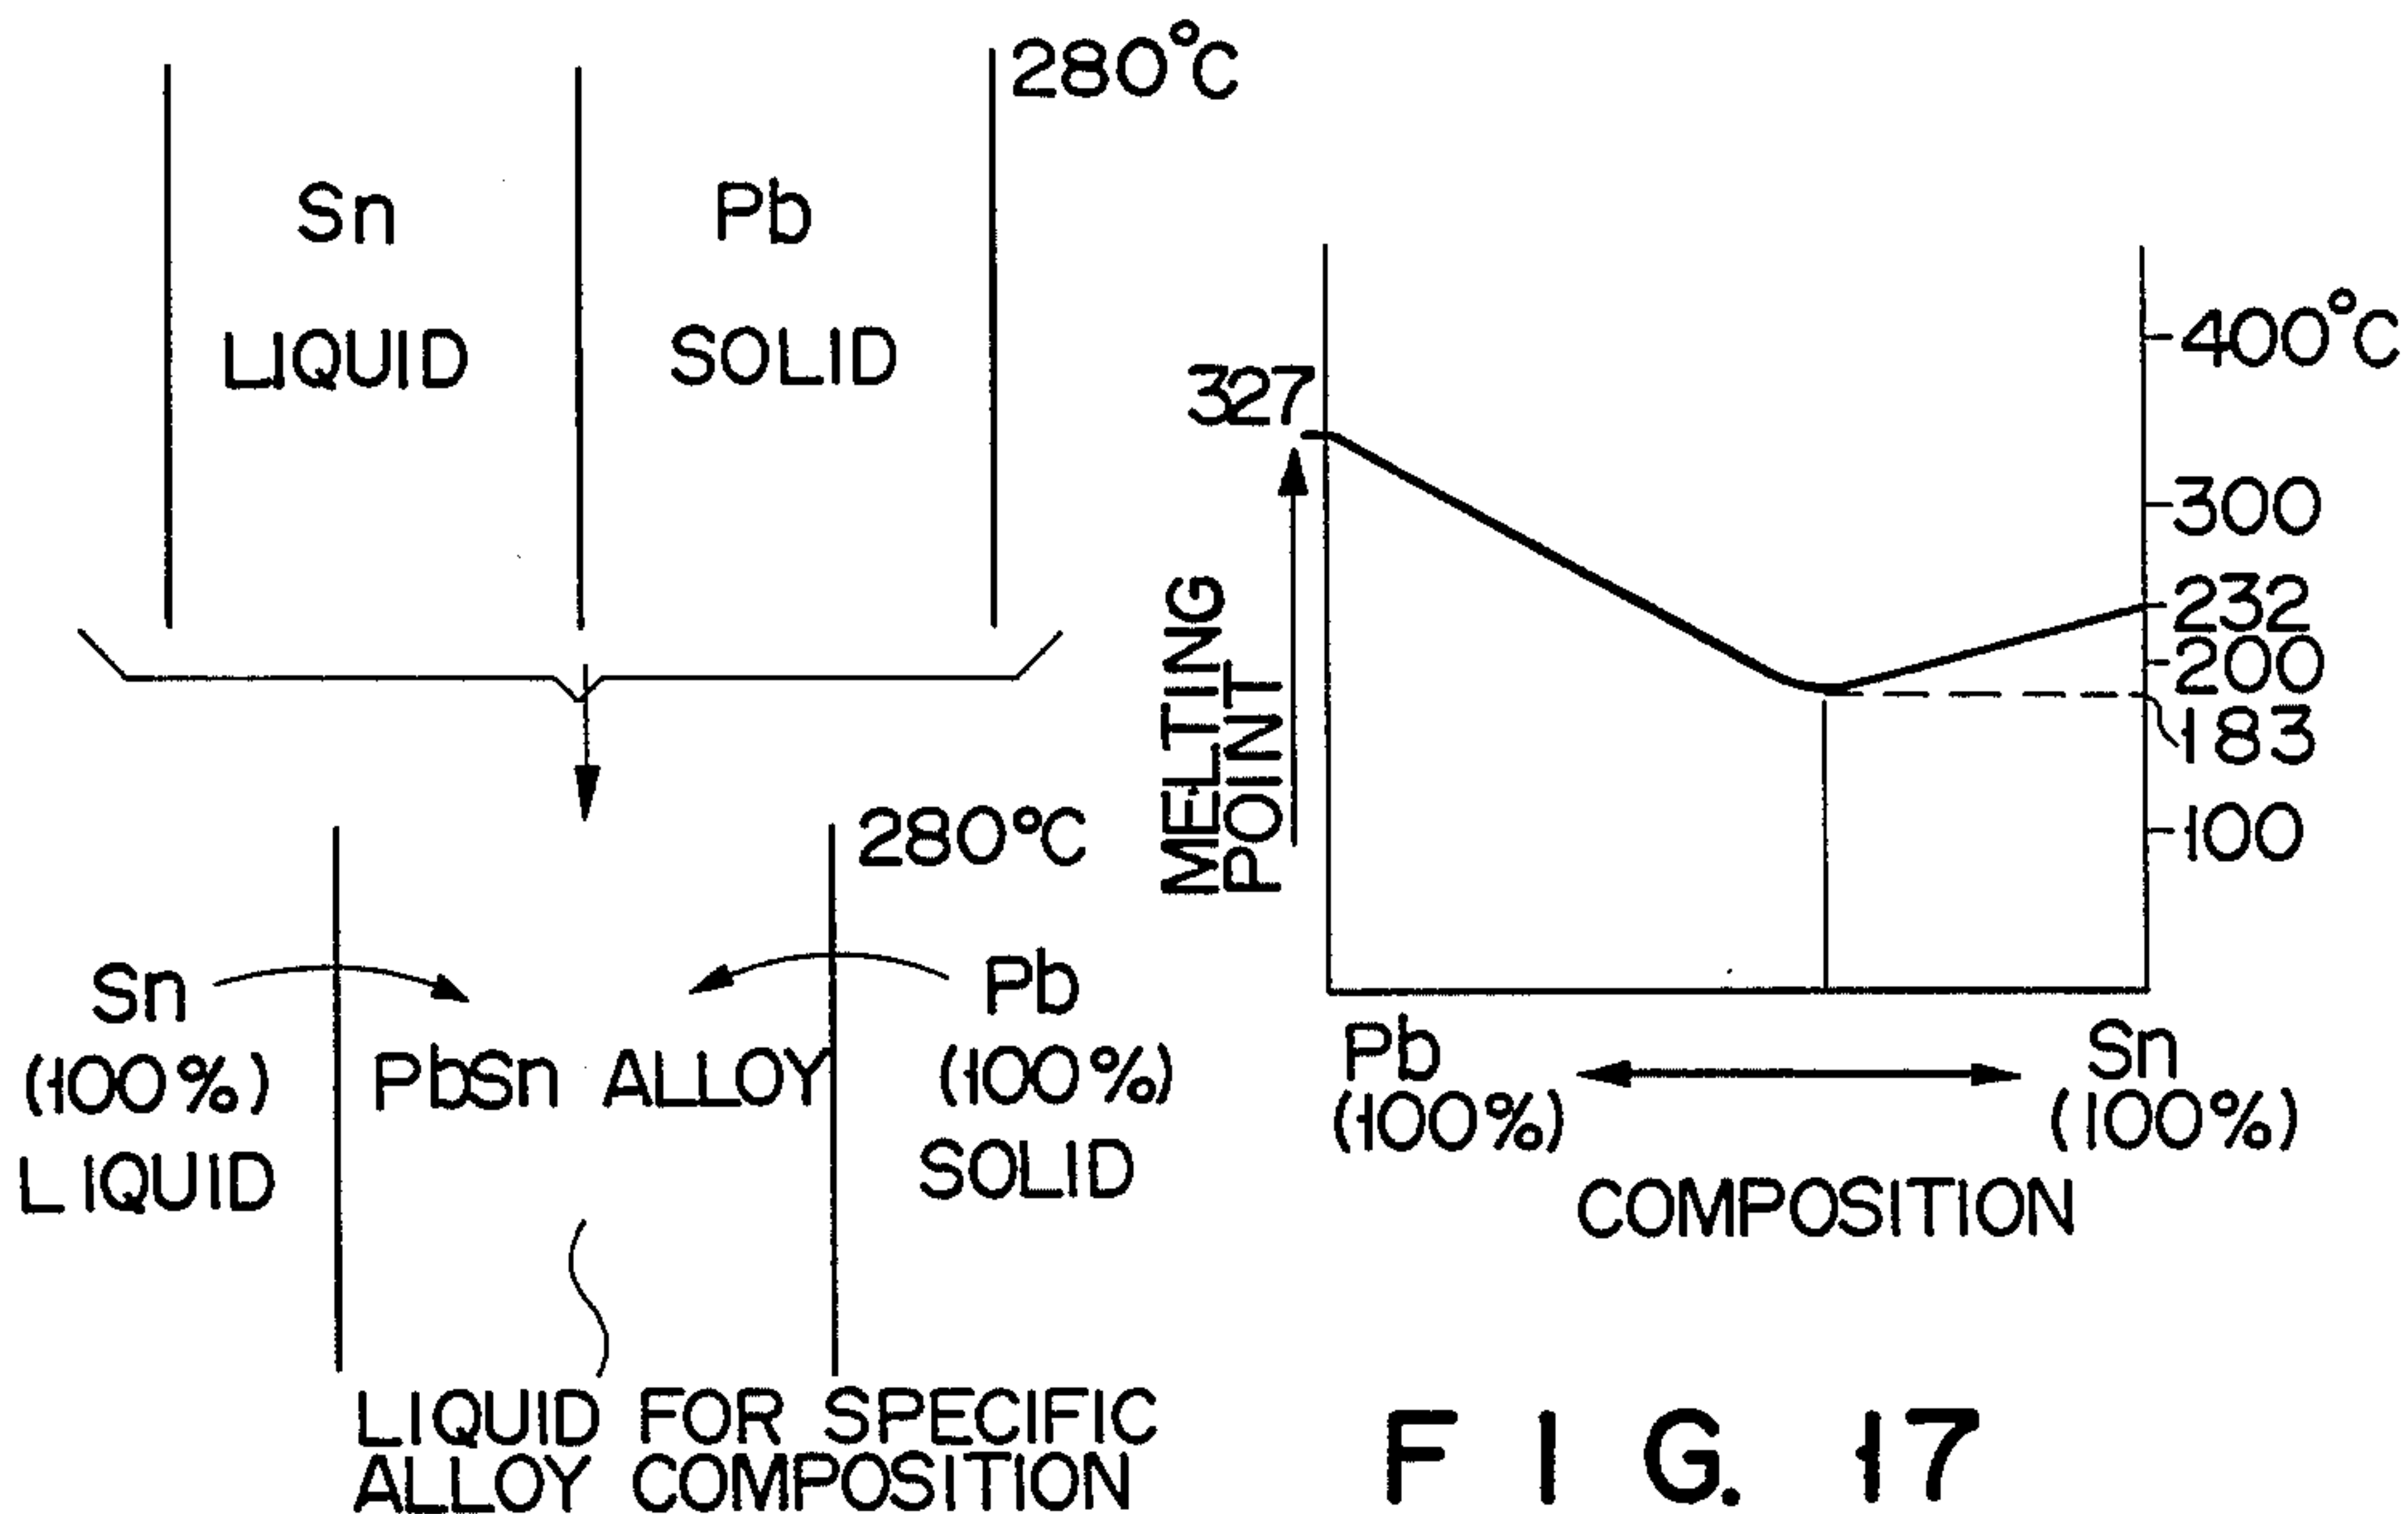 280°C
Sn
LIQUID
Pb
SOLID
280°C
Sn
(100%)
LIQUID
PbSn ALLOY
Pb
(100%)
SOLID
LIQUID FOR SPECIFIC
ALLOY COMPOSITION
327
MELTING
POINT
400°C
300
232
200
183
100
Pb
(100%)
Sn
(100%)
COMPOSITION
FIG. 17